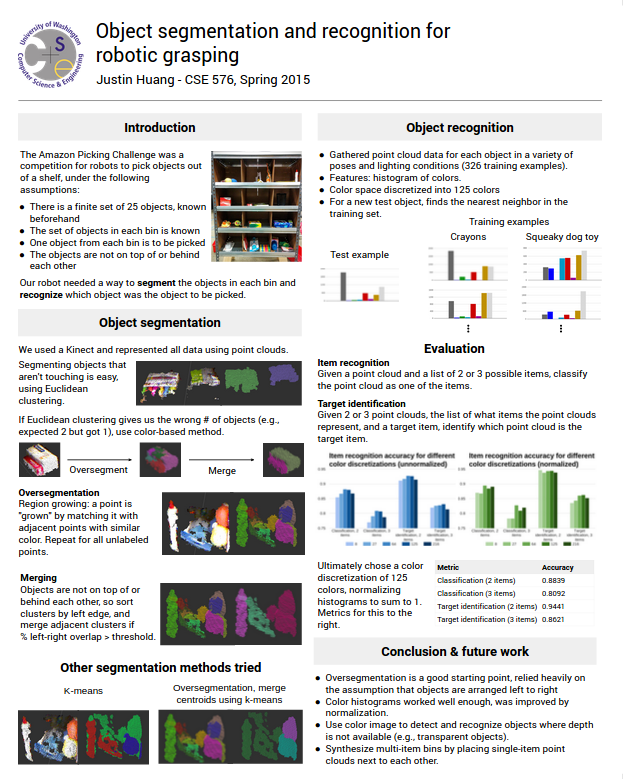 University of Washington
Computer Science & Engineering
C+Se
Object segmentation and recognition for
robotic grasping
Justin Huang - CSE 576, Spring 2015
Introduction
The Amazon Picking Challenge was a
competition for robots to pick objects out
of a shelf, under the following
assumptions:
● There is a finite set of 25 objects, known
beforehand
● The set of objects in each bin is known
● One object from each bin is to be picked
● The objects are not on top of or behind
each other
Our robot needed a way to segment the objects in each bin and
recognize which object was the object to be picked.
Object segmentation
We used a Kinect and represented all data using point clouds.
Segmenting objects that
aren't touching is easy,
using Euclidean
clustering.
If Euclidean clustering gives us the wrong # of objects (e.g.,
expected 2 but got 1), use color-based method.
Oversegment
Merge
Oversegmentation
Region growing: a point is
"grown" by matching it with
adjacent points with similar
color. Repeat for all unlabeled
points.
Merging
Objects are not on top of or
behind each other, so sort
clusters by left edge, and
merge adjacent clusters if
% left-right overlap > threshold.
Other segmentation methods tried
K-means
Oversegmentation, merge
centroids using k-means
Object recognition
● Gathered point cloud data for each object in a variety of
poses and lighting conditions (326 training examples).
● Features: histogram of colors.
● Color space discretized into 125 colors
● For a new test object, finds the nearest neighbor in the
training set.
Training examples
Test example
Crayons
Squeaky dog toy
Evaluation
Item recognition
Given a point cloud and a list of 2 or 3 possible items, classify
the point cloud as one of the items.
Target identification
Given 2 or 3 point clouds, the list of what items the point clouds
represent, and a target item, identify which point cloud is the
target item.
Item recognition accuracy for different
color discretizations (unnormalized)
Item recognition accuracy for different
color discretizations (normalized)
Ultimately chose a color
discretization of 125
colors, normalizing
histograms to sum to 1.
Metrics for this to the
right.
Metric Accuracy
Classification (2 items) 0.8839
Classification (3 items) 0.8092
Target identification (2 items) 0.9441
Target identification (3 items) 0.8621
Conclusion & future work
● Oversegmentation is a good starting point, relied heavily on
the assumption that objects are arranged left to right
● Color histograms worked well enough, was improved by
normalization.
● Use color image to detect and recognize objects where depth
is not available (e.g., transparent objects).
● Synthesize multi-item bins by placing single-item point
clouds next to each other.